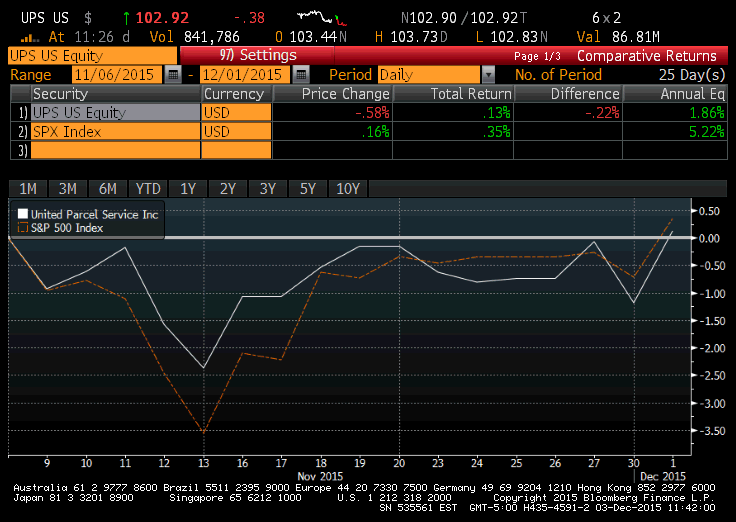 UPS US $ ↑ 102.92 -.38 N102.90 /102.92T 6x2
At 11:26 d Vol 841,786 O 103.44N H 103.73D L 102.83N Val 86.81M
UPS US Equity 97) Settings Page 1/3 Comparative Returns
Range 11/06/2015 - 12/01/2015 Period Daily No. of Period 25 Day(s)
Security Currency Price Change Total Return Difference Annual Eq
1) UPS US Equity USD -.58% .13% -.22% 1.86%
2) SPX Index USD .16% .35% 5.22%
3)
1M 3M 6M YTD 1Y 2Y 3Y 5Y 10Y
United Parcel Service Inc
S&P 500 Index
0.50
0.00
-0.50
-1.00
-1.50
-2.00
-2.50
-3.00
-3.50
9 10 11 12 13 16 17 18 19 20 23 24 25 26 27 30 1
Nov 2015 Dec 2015
Australia 61 2 9777 8600 Brazil 5511 2395 9000 Europe 44 20 7330 7500 Germany 49 69 9204 1210 Hong Kong 852 2977 6000
Japan 81 3 3201 8900 Singapore 65 6212 1000 U.S. 1 212 318 2000 Copyright 2015 Bloomberg Finance L.P.
SN 535561 EST GMT-5:00 H435-4591-2 03-Dec-2015 11:42:00